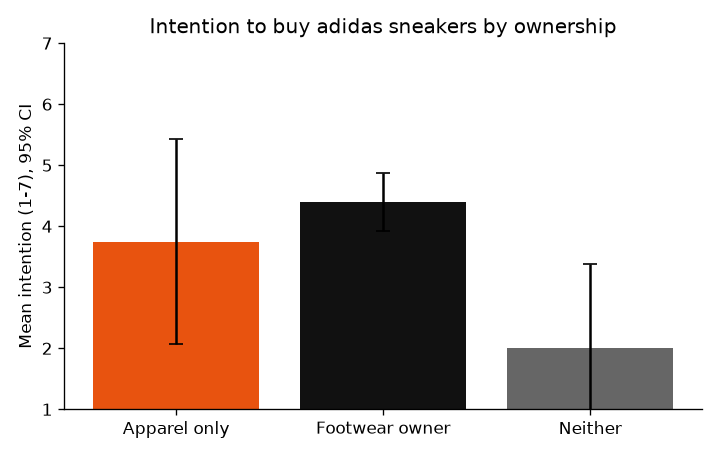 Intention to buy adidas sneakers by ownership
Mean intention (1-7), 95% CI
7
6
5
4
3
2
1
Apparel only
Footwear owner
Neither